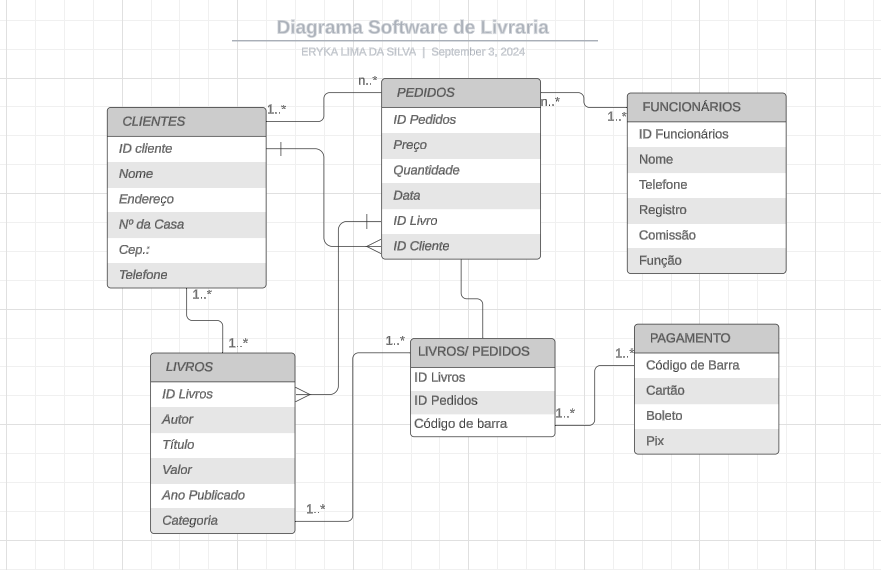 Diagrama Software de Livraria
ERYKA LIMA DA SILVA | September 3, 2024
CLIENTES
ID cliente
Nome
Endereço
Nº da Casa
Cep.:
Telefone
1..*
n..*
PEDIDOS
ID Pedidos
Preço
Quantidade
Data
ID Livro
ID Cliente
n..*
1..*
FUNCIONÁRIOS
ID Funcionários
Nome
Telefone
Registro
Comissão
Função
1..*
1..*
LIVROS
ID Livros
Autor
Título
Valor
Ano Publicado
Categoria
1..*
1..*
LIVROS/ PEDIDOS
ID Livros
ID Pedidos
Código de barra
1..*
1..*
PAGAMENTO
Código de Barra
Cartão
Boleto
Pix